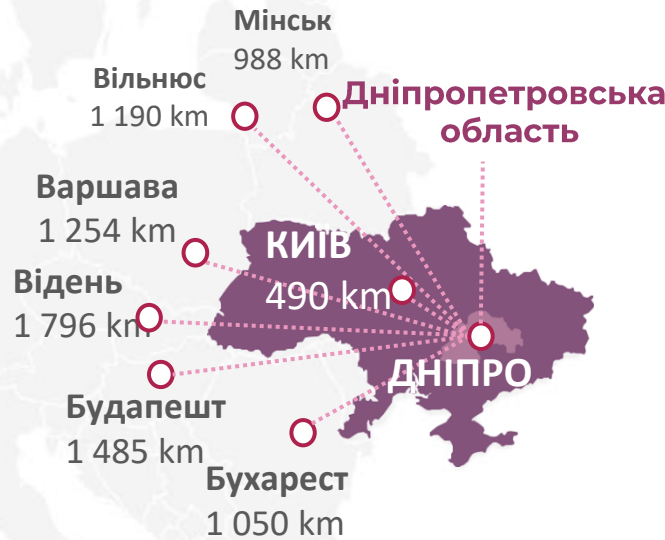 Мінськ
988 km
Вільнюс
1 190 km
Дніпропетровська
область
Варшава
1 254 km
КИЇВ
490 km
Відень
1 796 km
ДНІПРО
Будапешт
1 485 km
Бухарест
1 050 km